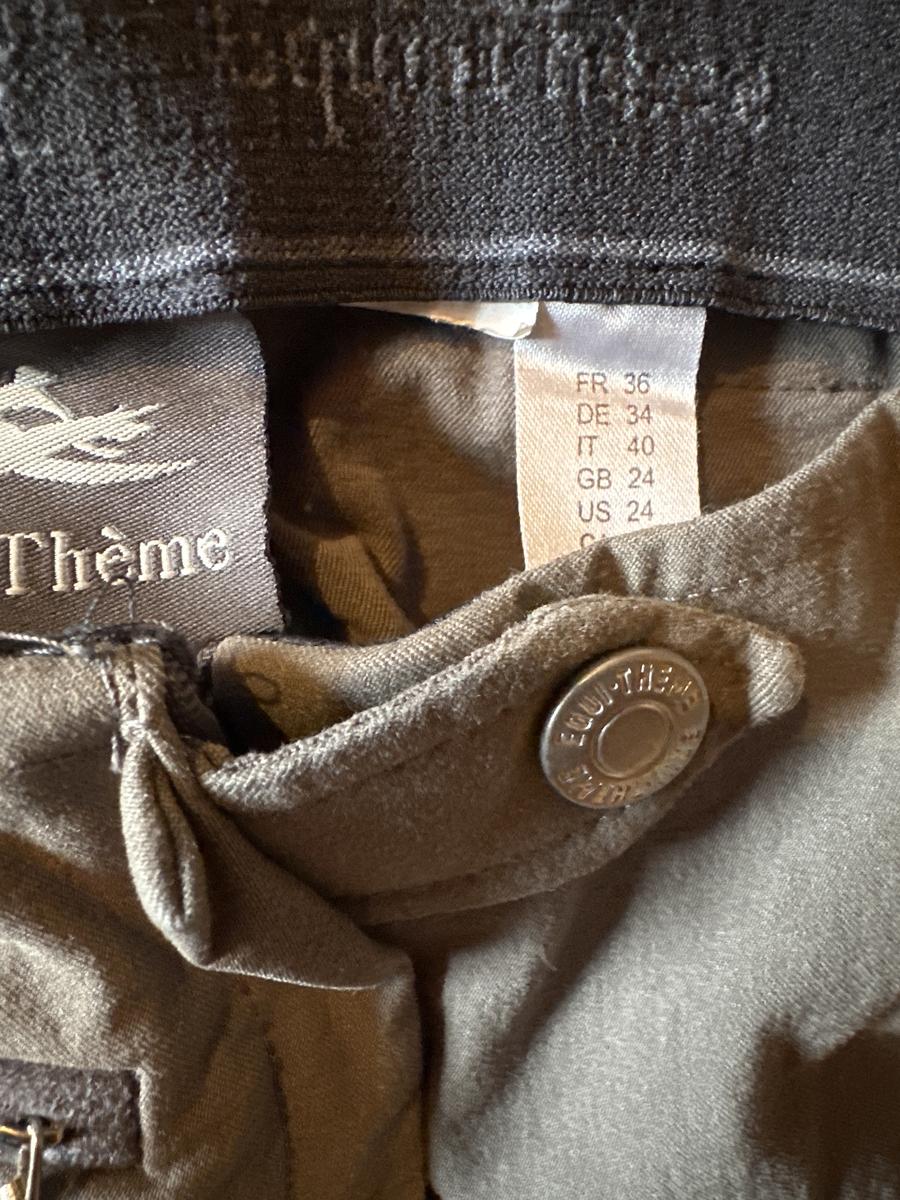 Thème
FR 36
DE 34
IT 40
GB 24
US 24
EQUI·THEME